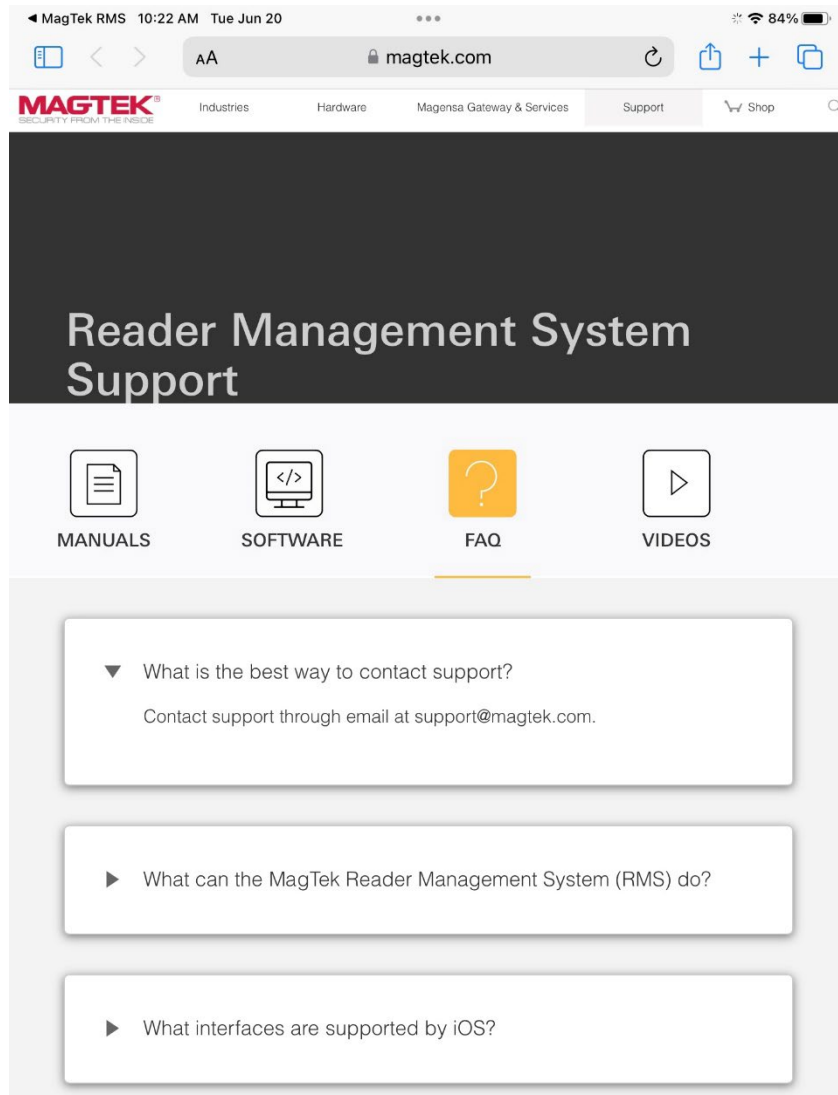 ◀ MagTek RMS 10:22 AM Tue Jun 20 84%
AA magtek.com
MAGTEK®
SECURITY FROM THE INSIDE
Industries Hardware Magensa Gateway & Services Support Shop
Reader Management System
Support
</>
MANUALS SOFTWARE FAQ VIDEOS
▼ What is the best way to contact support?
Contact support through email at support@magtek.com.
▶ What can the MagTek Reader Management System (RMS) do?
▶ What interfaces are supported by iOS?